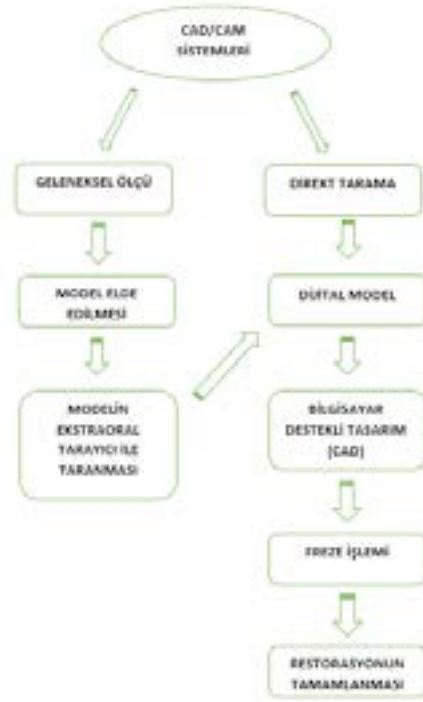 CAD/CAM
SİSTEMLERİ
GELENEKSEL ÖLÇÜ
DİREKT TARAMA
MODEL ELDE
EDİLMESİ
DİJİTAL MODEL
MODELİN
EKSTRAORAL
TARAYICI İLE
TARANMASI
BİLGİSAYAR
DESTEKLİ TASARIM
(CAD)
FREZE İŞLEMİ
RESTORASYONUN
TAMAMLANMASI